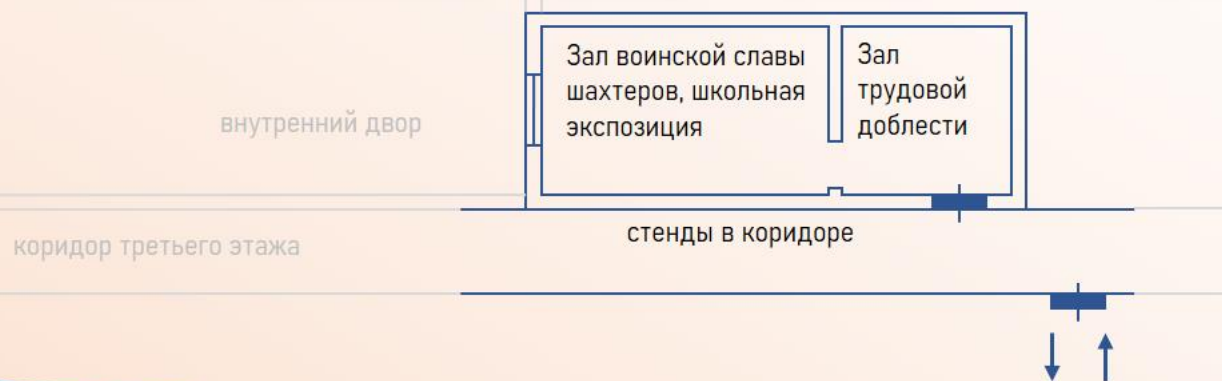 Зал воинской славы
шахтеров, школьная
экспозиция
Зал
трудовой
доблести
внутренний двор
стенды в коридоре
коридор третьего этажа